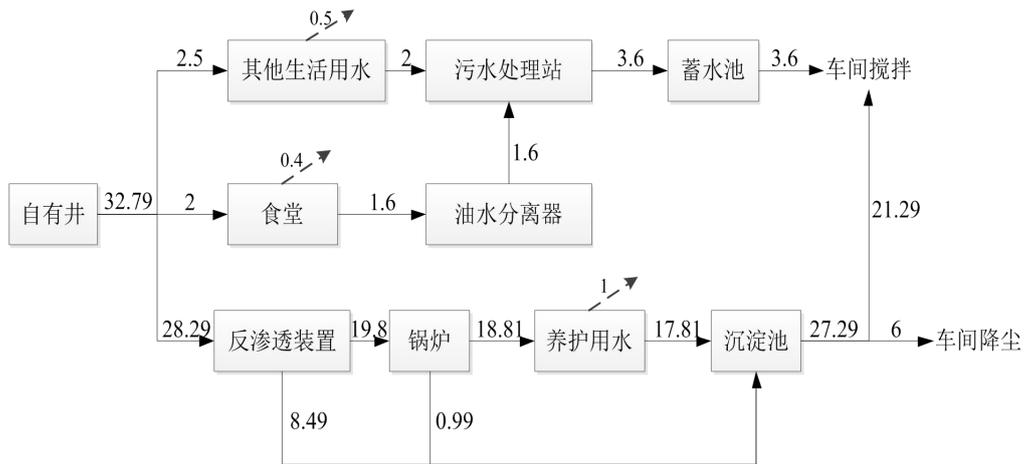 0.5
2.5
其他生活用水
2
污水处理站
3.6
蓄水池
3.6
车间搅拌
1.6
0.4
自有井
32.79
2
食堂
1.6
油水分离器
21.29
1
28.29
反渗透装置
19.8
锅炉
18.81
养护用水
17.81
沉淀池
27.29
6
车间降尘
8.49
0.99